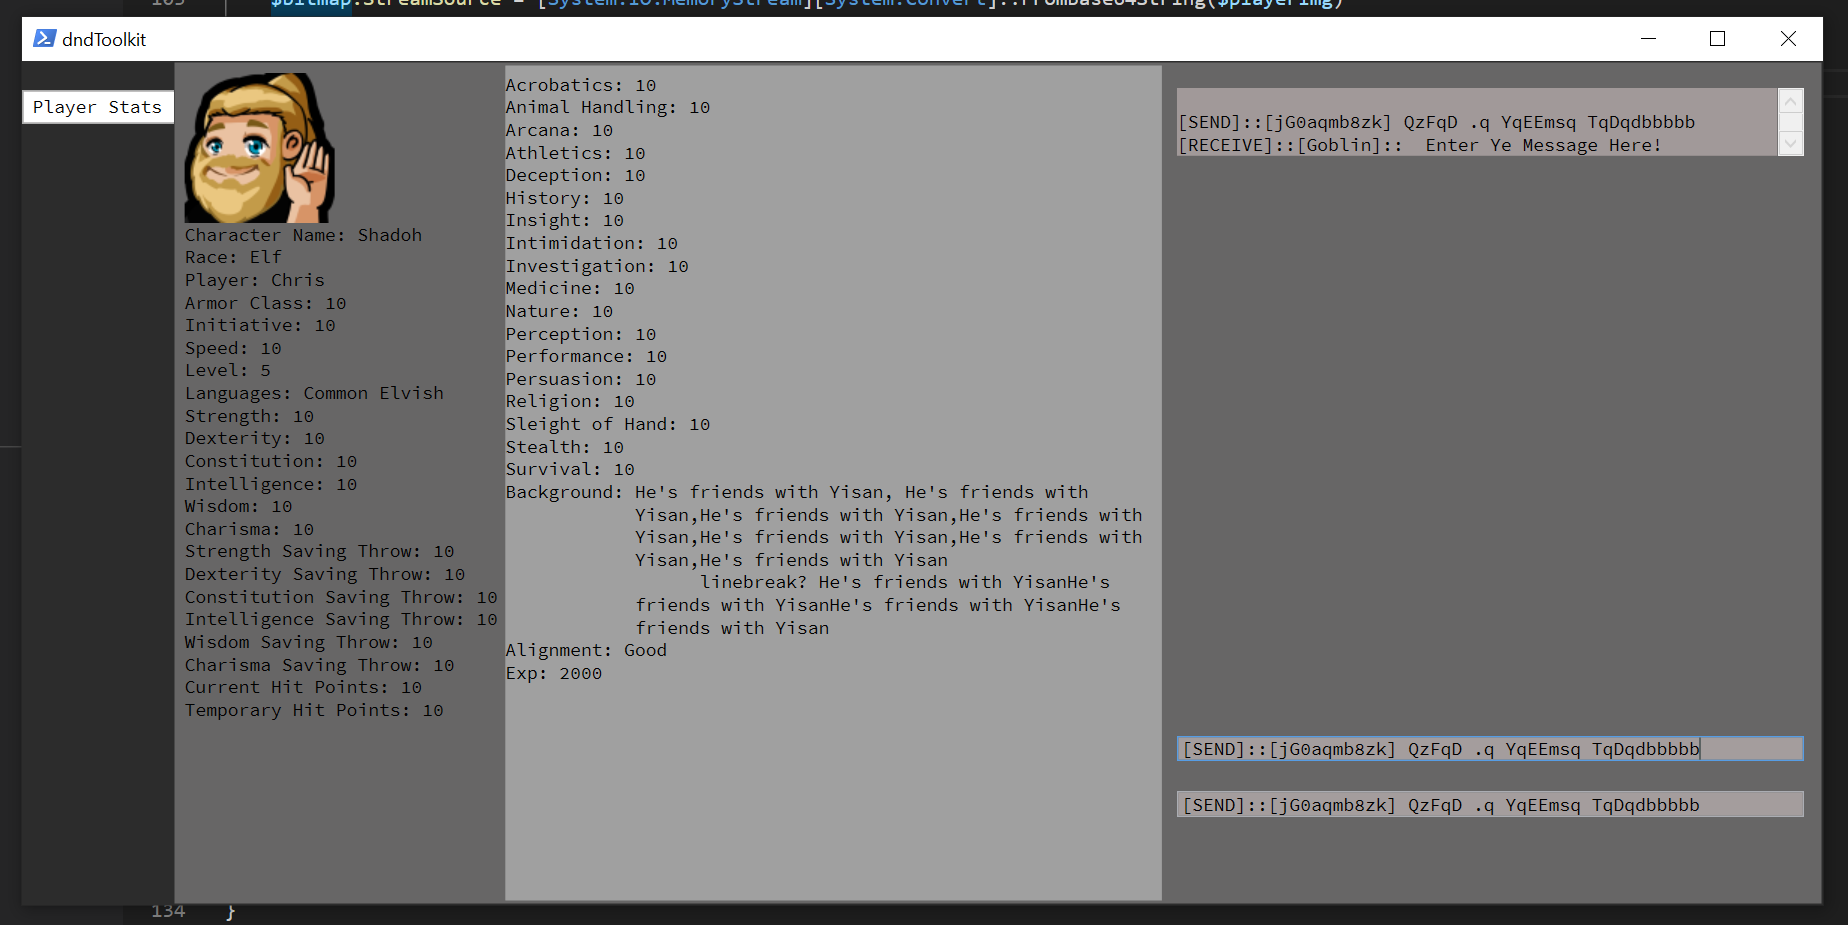 $bitmap.StreamSource = [System.IO.MemoryStream][System.Convert]::FromBase64String($playerImg)
dndToolkit
Player Stats
Character Name: Shadoh
Race: Elf
Player: Chris
Armor Class: 10
Initiative: 10
Speed: 10
Level: 5
Languages: Common Elvish
Strength: 10
Dexterity: 10
Constitution: 10
Intelligence: 10
Wisdom: 10
Charisma: 10
Strength Saving Throw: 10
Dexterity Saving Throw: 10
Constitution Saving Throw: 10
Intelligence Saving Throw: 10
Wisdom Saving Throw: 10
Charisma Saving Throw: 10
Current Hit Points: 10
Temporary Hit Points: 10
Acrobatics: 10
Animal Handling: 10
Arcana: 10
Athletics: 10
Deception: 10
History: 10
Insight: 10
Intimidation: 10
Investigation: 10
Medicine: 10
Nature: 10
Perception: 10
Performance: 10
Persuasion: 10
Religion: 10
Sleight of Hand: 10
Stealth: 10
Survival: 10
Background: He's friends with Yisan, He's friends with
Yisan,He's friends with Yisan,He's friends with
Yisan,He's friends with Yisan,He's friends with
Yisan,He's friends with Yisan
linebreak? He's friends with YisanHe's
friends with YisanHe's friends with YisanHe's
friends with Yisan
Alignment: Good
Exp: 2000
[SEND]::[jG0aqmb8zk] QzFqD .q YqEEmsq TqDqdbbbbb
[RECEIVE]::[Goblin]::  Enter Ye Message Here!
[SEND]::[jG0aqmb8zk] QzFqD .q YqEEmsq TqDqdbbbbb
[SEND]::[jG0aqmb8zk] QzFqD .q YqEEmsq TqDqdbbbbb
134 }